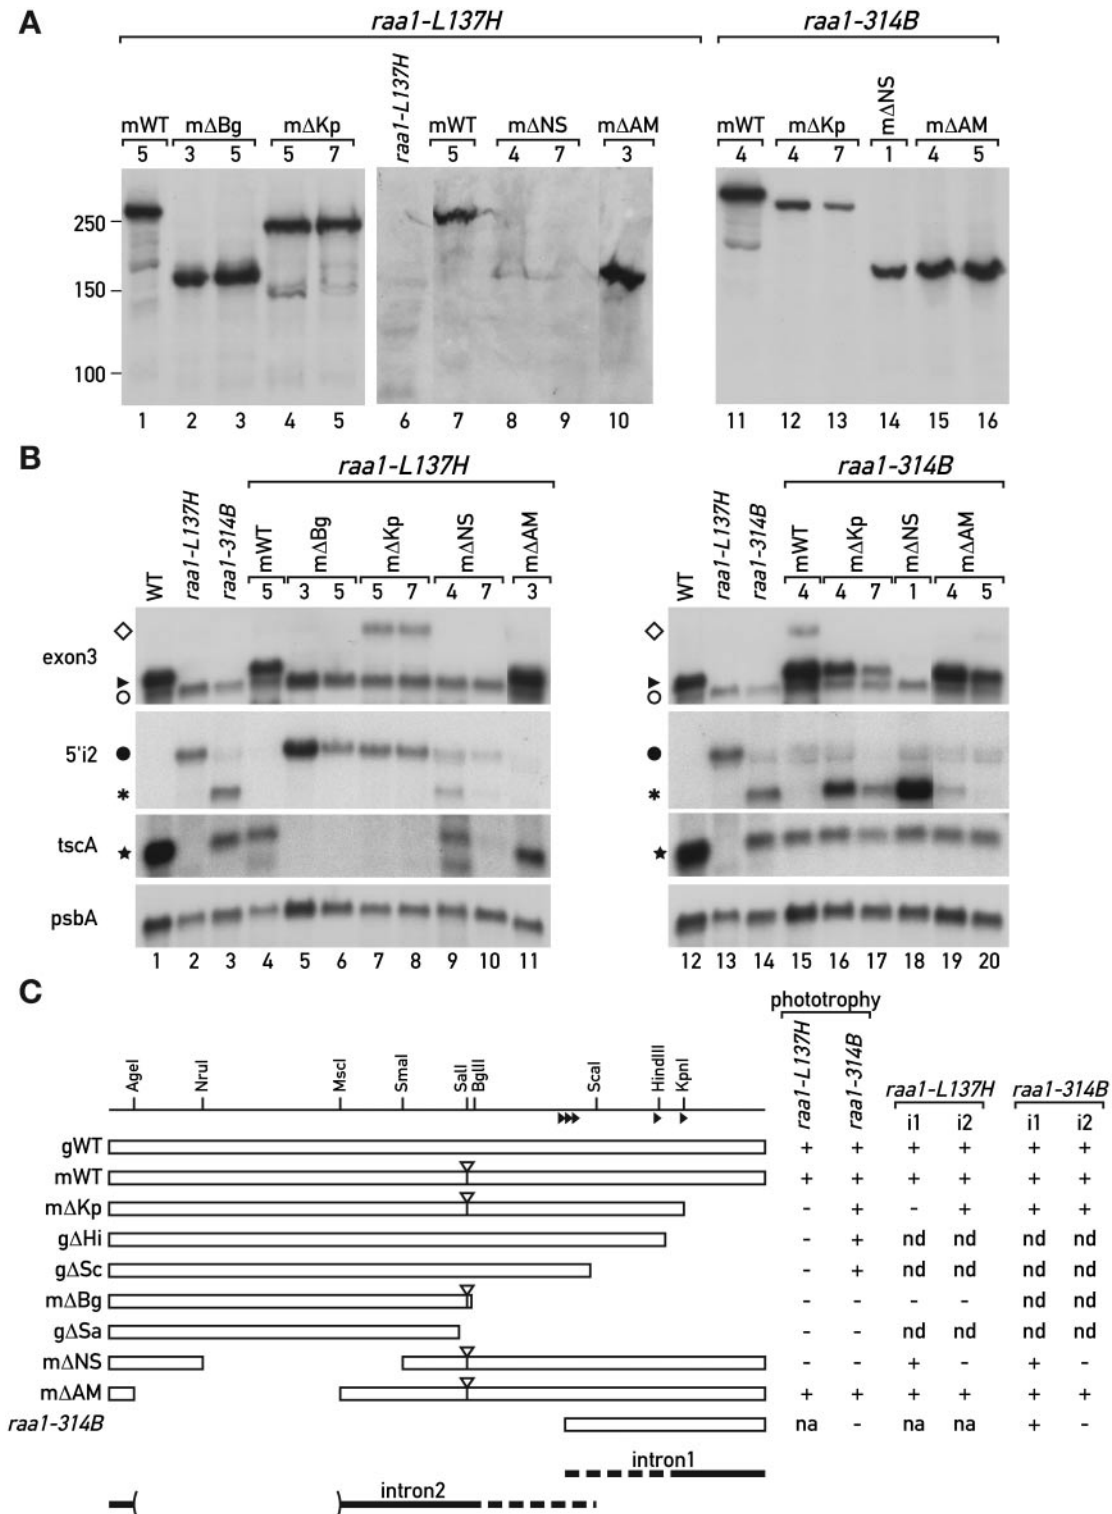 A
raa1-L137H
raa1-314B
raa1-L137H
mΔNS
mWT mΔBg mΔKp mWT mΔNS mΔAM mWT mΔKp mΔAM
5 3 5 5 7 5 4 7 3 4 4 7 1 4 5
250
150
100
1 2 3 4 5 6 7 8 9 10 11 12 13 14 15 16
B
raa1-L137H
raa1-314B
WT raa1-L137H raa1-314B mWT mΔBg mΔKp mΔNS mΔAM WT raa1-L137H raa1-314B mWT mΔKp mΔNS mΔAM
5 3 5 5 7 4 7 3 4 4 7 1 4 5
exon3
5'i2
tscA
psbA
1 2 3 4 5 6 7 8 9 10 11 12 13 14 15 16 17 18 19 20
C
phototrophy
AgeI NruI MscI SmaI SalI BglII ScaI HindIII KpnI raa1-L137H raa1-314B raa1-L137H raa1-314B
i1 i2 i1 i2
gWT + + + + + +
mWT + + + + + +
mΔKp - + - + + +
gΔHi - + nd nd nd nd
gΔSc - + nd nd nd nd
mΔBg - - - - nd nd
gΔSa - - nd nd nd nd
mΔNS - - + - + -
mΔAM + + + + + +
raa1-314B na - na na + -
intron1
intron2